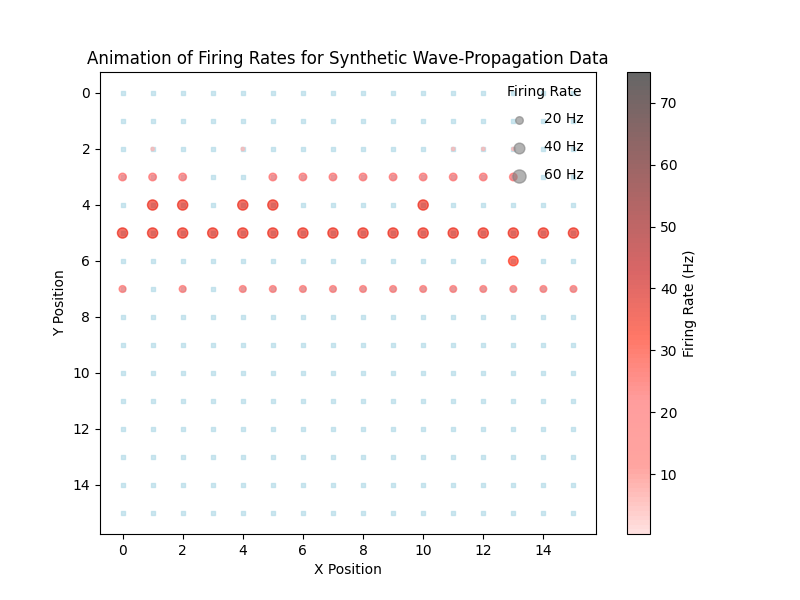 Animation of Firing Rates for Synthetic Wave-Propagation Data
Firing Rate
20 Hz
40 Hz
60 Hz
0
2
4
6
8
10
12
14
Y Position
0 2 4 6 8 10 12 14
X Position
70
60
50
40
30
20
10
Firing Rate (Hz)